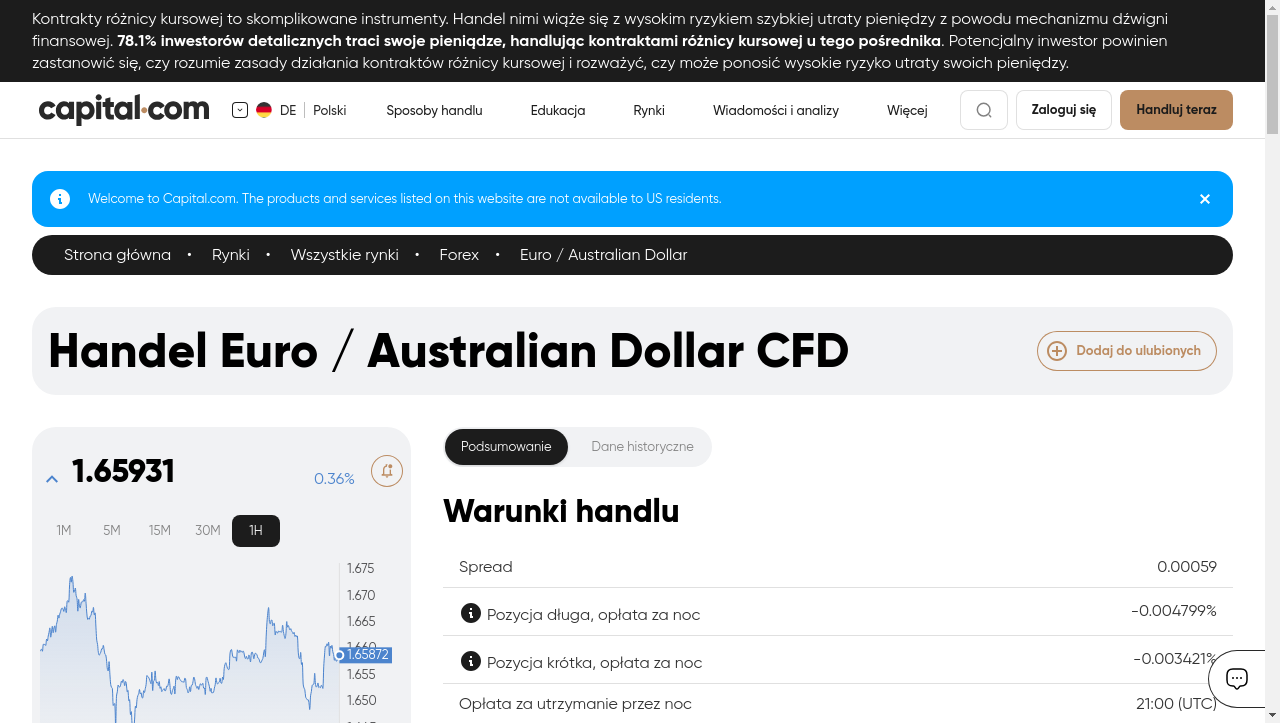 Kontrakty różnicy kursowej to skomplikowane instrumenty. Handel nimi wiąże się z wysokim ryzykiem szybkiej utraty pieniędzy z powodu mechanizmu dźwigni
finansowej. 78.1% inwestorów detalicznych traci swoje pieniądze, handlując kontraktami różnicy kursowej u tego pośrednika. Potencjalny inwestor powinien
zastanowić się, czy rozumie zasady działania kontraktów różnicy kursowej i rozważyć, czy może ponosić wysokie ryzyko utraty swoich pieniędzy.
capital.com DE Polski Sposoby handlu Edukacja Rynki Wiadomości i analizy Więcej Zaloguj się Handluj teraz
Welcome to Capital.com. The products and services listed on this website are not available to US residents.
Strona główna • Rynki • Wszystkie rynki • Forex • Euro / Australian Dollar
Handel Euro / Australian Dollar CFD
Dodaj do ulubionych
1.65931 0.36%
1M 5M 15M 30M 1H
1.675
1.670
1.665
1.660
1.65872
1.655
1.650
Podsumowanie Dane historyczne
Warunki handlu
Spread 0.00059
Pozycja długa, opłata za noc -0.004799%
Pozycja krótka, opłata za noc -0.003421%
Opłata za utrzymanie przez noc 21:00 (UTC)